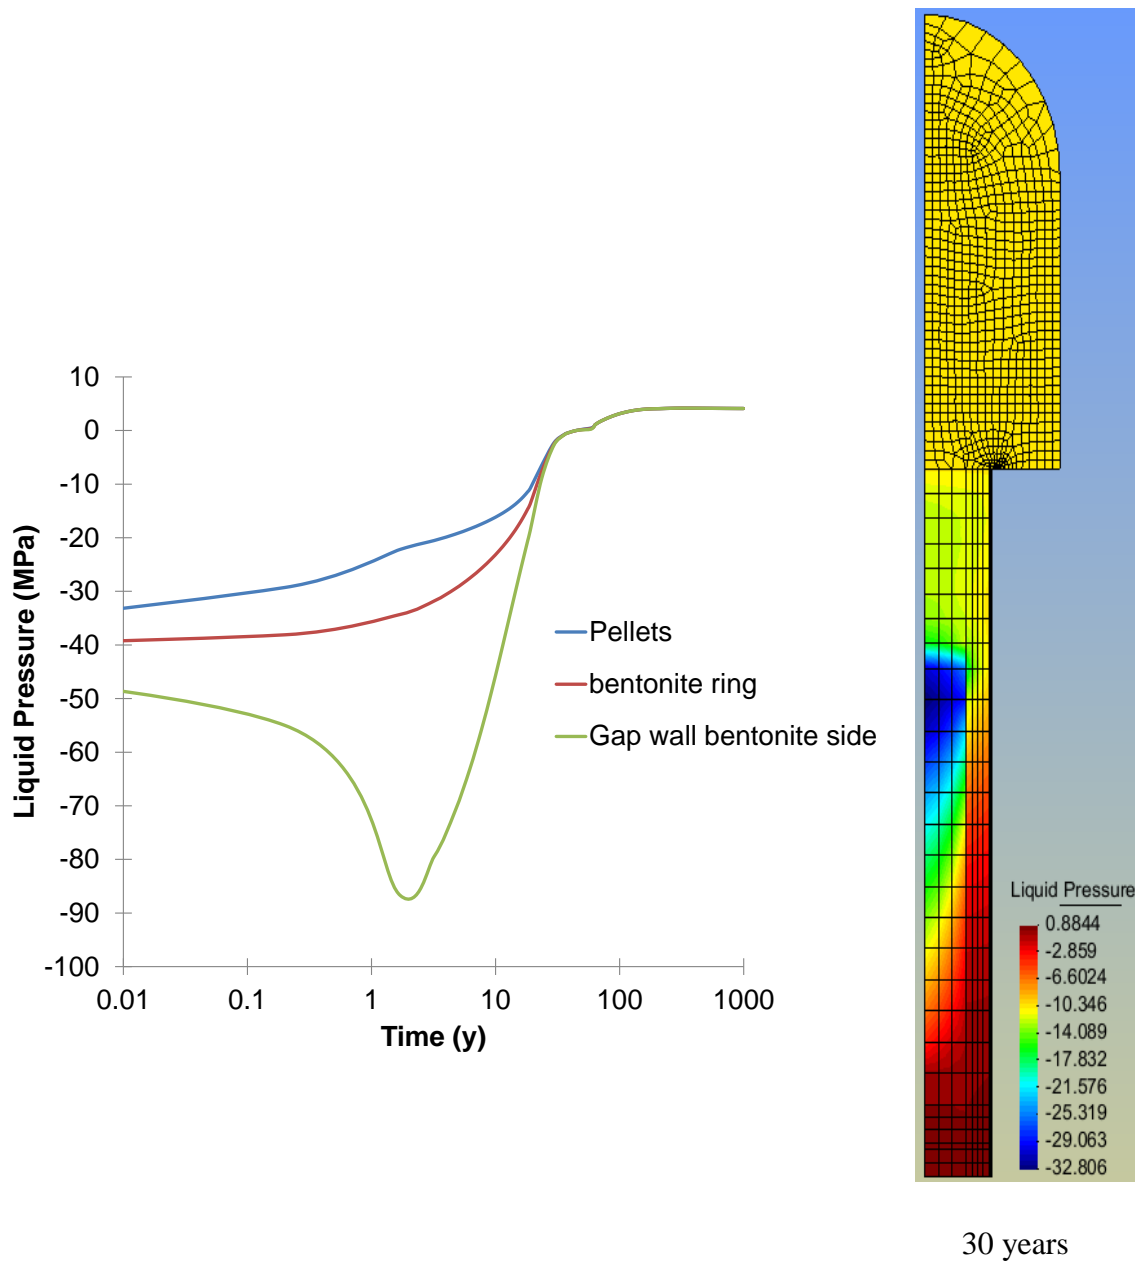 10
0
-10
-20
-30
-40
-50
-60
-70
-80
-90
-100
Liquid Pressure (MPa)
0.01 0.1 1 10 100 1000
Time (y)
Pellets
bentonite ring
Gap wall bentonite side
Liquid Pressure
0.8844
-2.859
-6.6024
-10.346
-14.089
-17.832
-21.576
-25.319
-29.063
-32.806
30 years